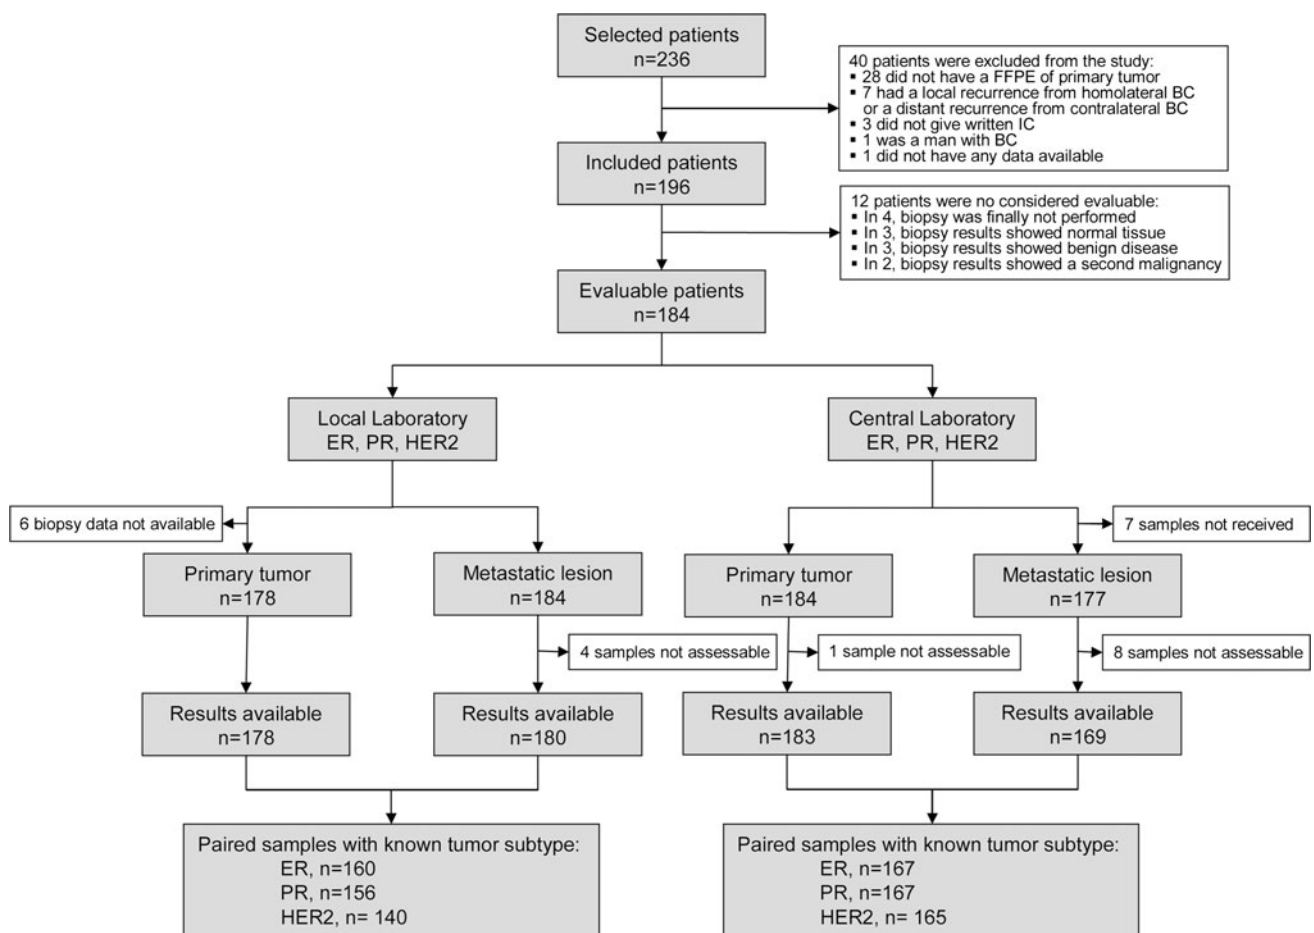 Selected patients
n=236
40 patients were excluded from the study:
▪ 28 did not have a FFPE of primary tumor
▪ 7 had a local recurrence from homolateral BC
or a distant recurrence from contralateral BC
▪ 3 did not give written IC
▪ 1 was a man with BC
▪ 1 did not have any data available
Included patients
n=196
12 patients were no considered evaluable:
▪ In 4, biopsy was finally not performed
▪ In 3, biopsy results showed normal tissue
▪ In 3, biopsy results showed benign disease
▪ In 2, biopsy results showed a second malignancy
Evaluable patients
n=184
Local Laboratory
ER, PR, HER2
Central Laboratory
ER, PR, HER2
6 biopsy data not available
7 samples not received
Primary tumor
n=178
Metastatic lesion
n=184
Primary tumor
n=184
Metastatic lesion
n=177
4 samples not assessable
1 sample not assessable
8 samples not assessable
Results available
n=178
Results available
n=180
Results available
n=183
Results available
n=169
Paired samples with known tumor subtype:
ER, n=160
PR, n=156
HER2, n= 140
Paired samples with known tumor subtype:
ER, n=167
PR, n=167
HER2, n= 165